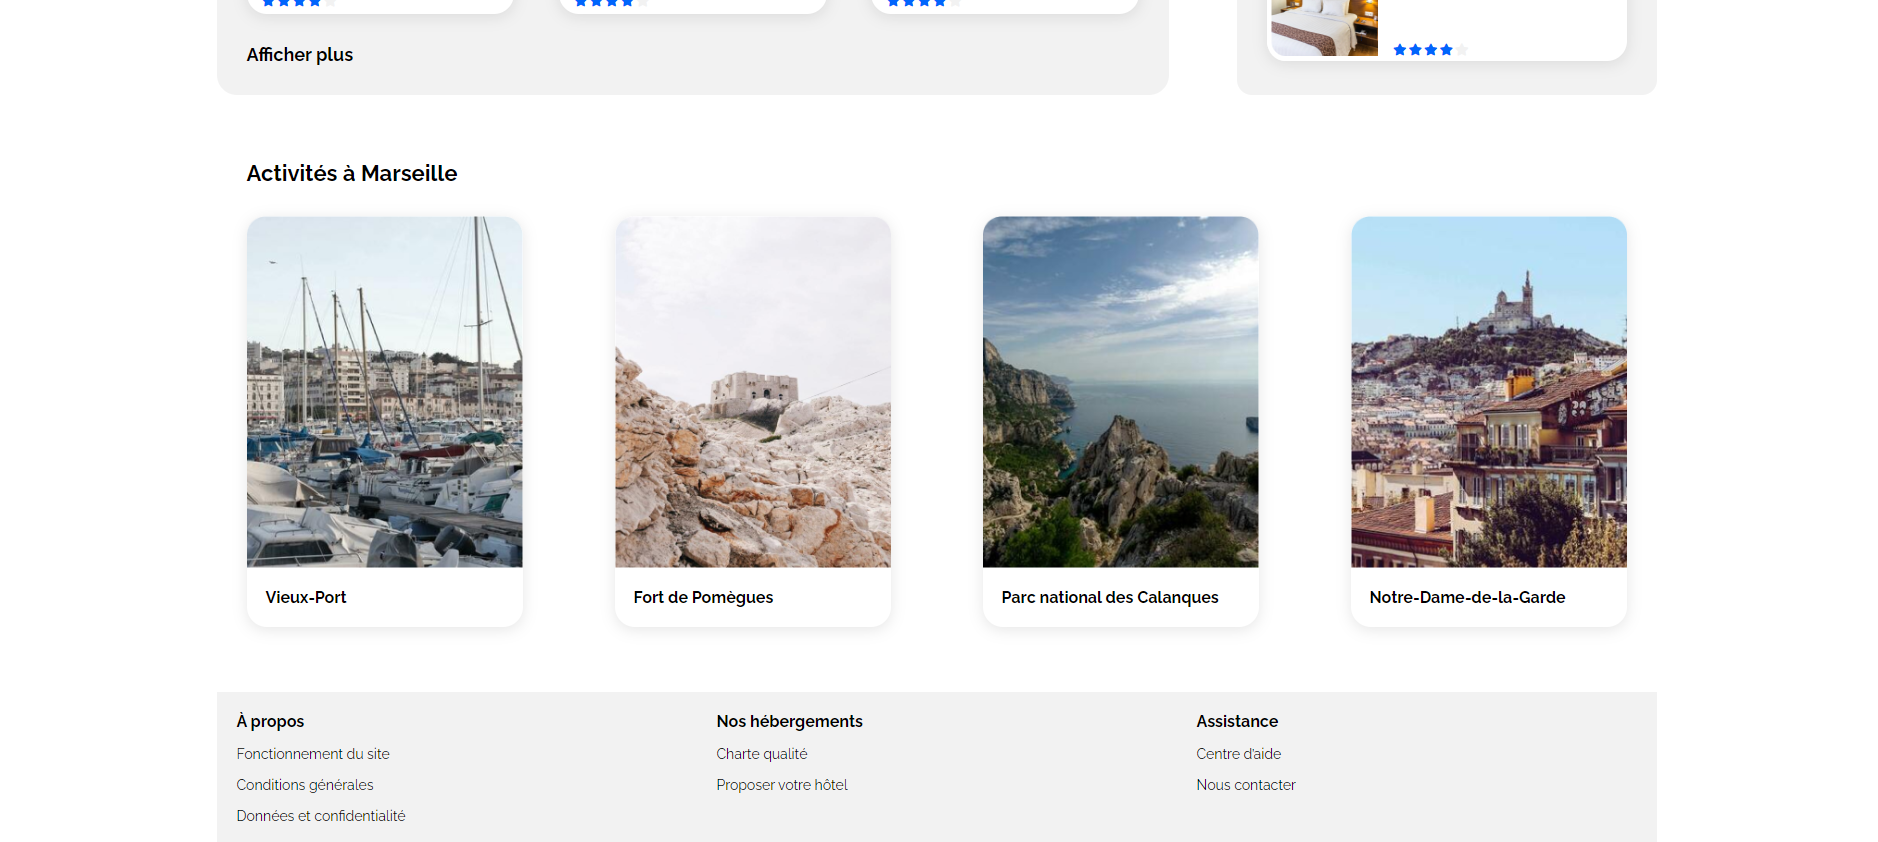 Afficher plus
Activités à Marseille
Vieux-Port
Fort de Pomègues
Parc national des Calanques
Notre-Dame-de-la-Garde
À propos
Fonctionnement du site
Conditions générales
Données et confidentialité
Nos hébergements
Charte qualité
Proposer votre hôtel
Assistance
Centre d'aide
Nous contacter